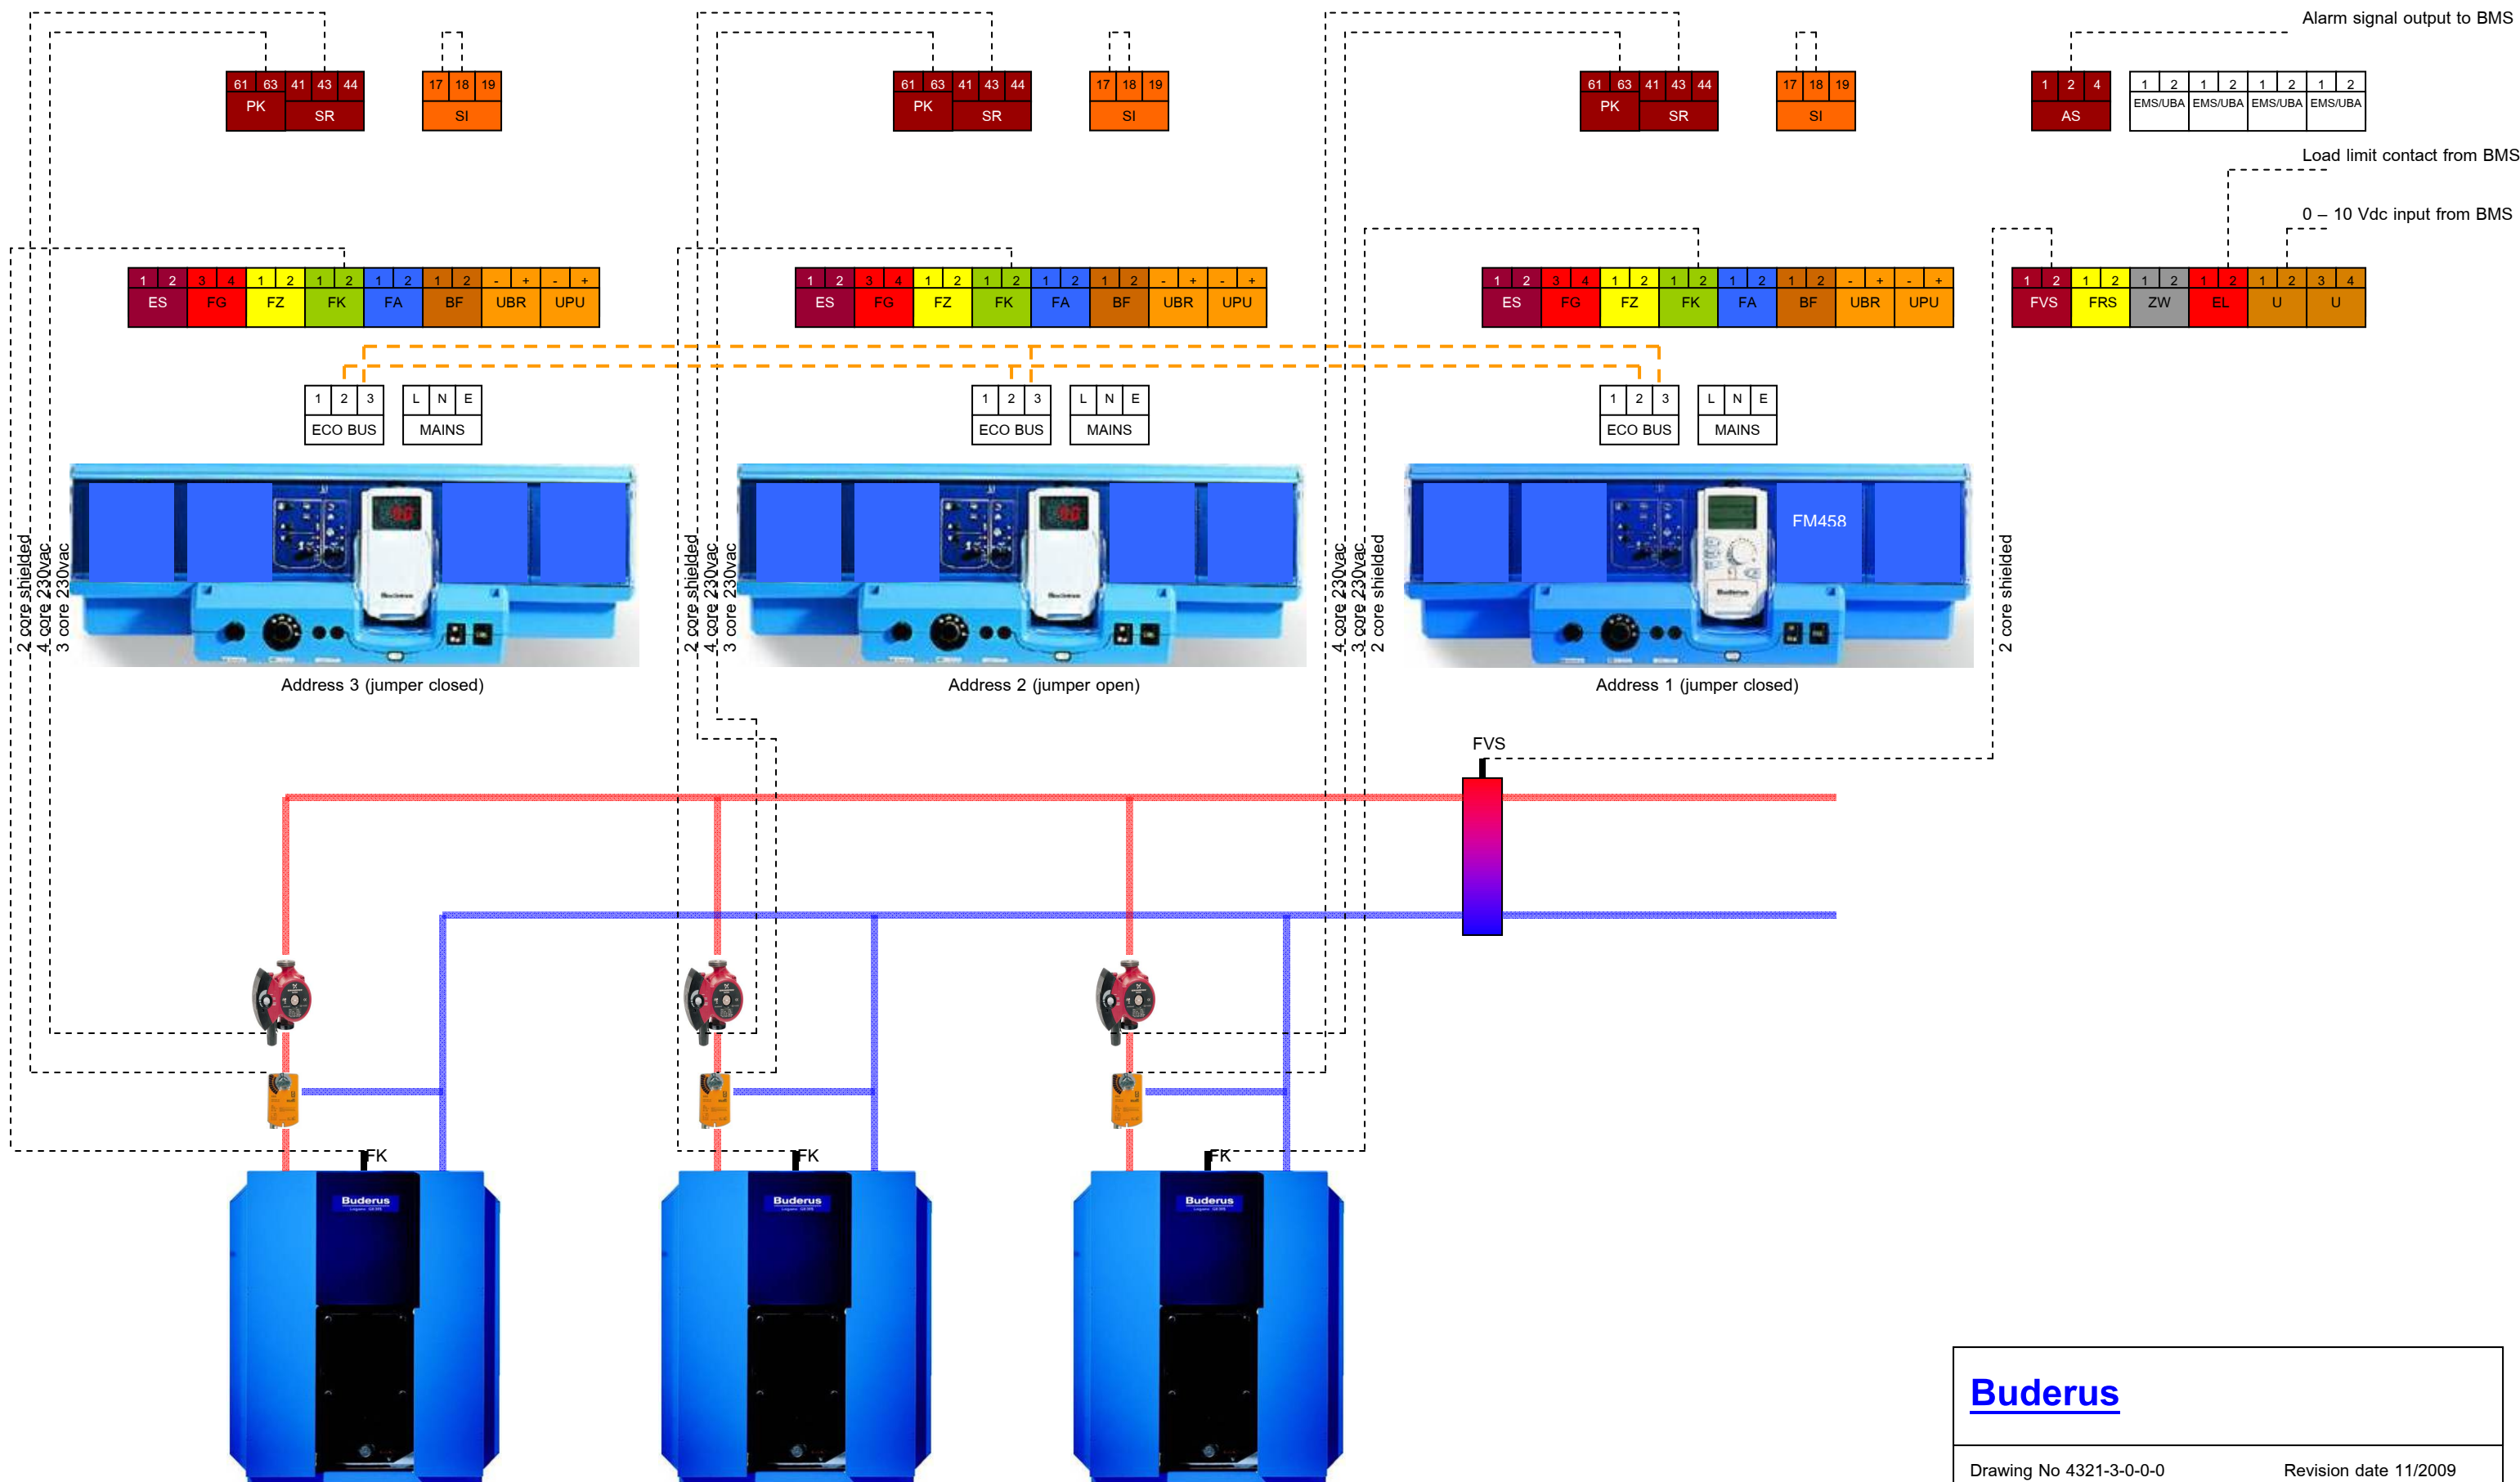 Alarm signal output to BMS
61 63 41 43 44
PK SR
17 18 19
SI
61 63 41 43 44
PK SR
17 18 19
SI
61 63 41 43 44
PK SR
17 18 19
SI
1 2 4
AS
1 2 1 2 1 2 1 2
EMS/UBA EMS/UBA EMS/UBA EMS/UBA
Load limit contact from BMS
0 – 10 Vdc input from BMS
1 2 3 4 1 2 1 2 1 2 1 2 - + - +
ES FG FZ FK FA BF UBR UPU
1 2 3 4 1 2 1 2 1 2 1 2 - + - +
ES FG FZ FK FA BF UBR UPU
1 2 3 4 1 2 1 2 1 2 1 2 - + - +
ES FG FZ FK FA BF UBR UPU
1 2 1 2 1 2 1 2 1 2 3 4
FVS FRS ZW EL U U
1 2 3
ECO BUS
L N E
MAINS
1 2 3
ECO BUS
L N E
MAINS
1 2 3
ECO BUS
L N E
MAINS
2 core shielded
4 core 230vac
3 core 230vac
Buderus
2 core shielded
4 core 230vac
3 core 230vac
Buderus
4 core 230vac
3 core 230vac
2 core shielded
FM458
Buderus
2 core shielded
Address 3 (jumper closed)
Address 2 (jumper open)
Address 1 (jumper closed)
FVS
FK
FK
FK
Buderus
Buderus
Buderus
Buderus
Drawing No 4321-3-0-0-0
Revision date 11/2009